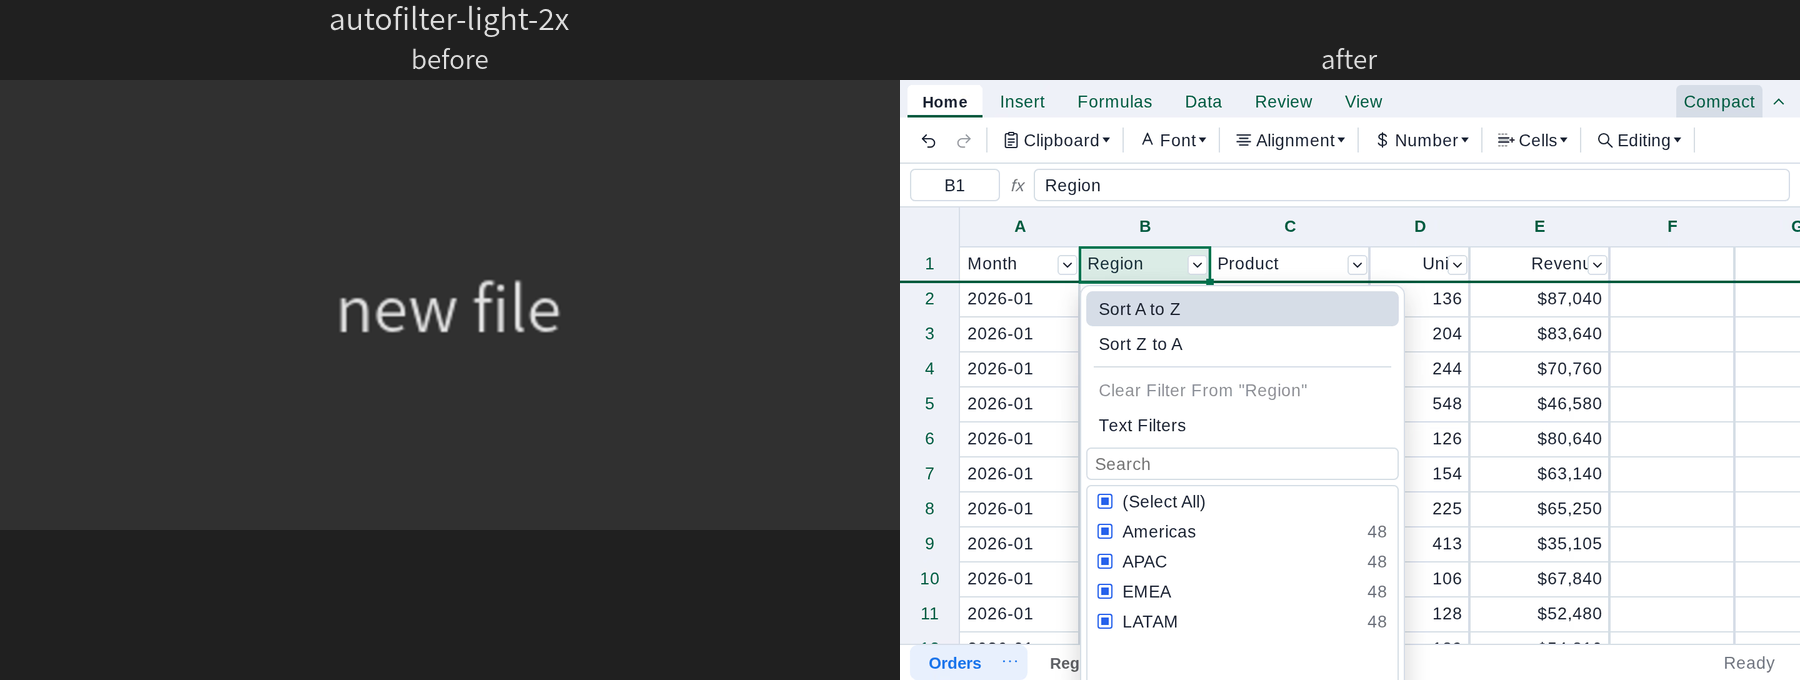 autofilter-light-2x
before
after
new file
Home Insert Formulas Data Review View Compact
Clipboard Font Alignment Number Cells Editing
B1 fx Region
A B C D E F
1 Month Region Product Uni Revenu
2 2026-01 136 $87,040
3 2026-01 204 $83,640
4 2026-01 244 $70,760
5 2026-01 548 $46,580
6 2026-01 126 $80,640
7 2026-01 154 $63,140
8 2026-01 225 $65,250
9 2026-01 413 $35,105
10 2026-01 106 $67,840
11 2026-01 128 $52,480
Sort A to Z
Sort Z to A
Clear Filter From "Region"
Text Filters
Search
(Select All)
Americas 48
APAC 48
EMEA 48
LATAM 48
Orders ... Reg Ready